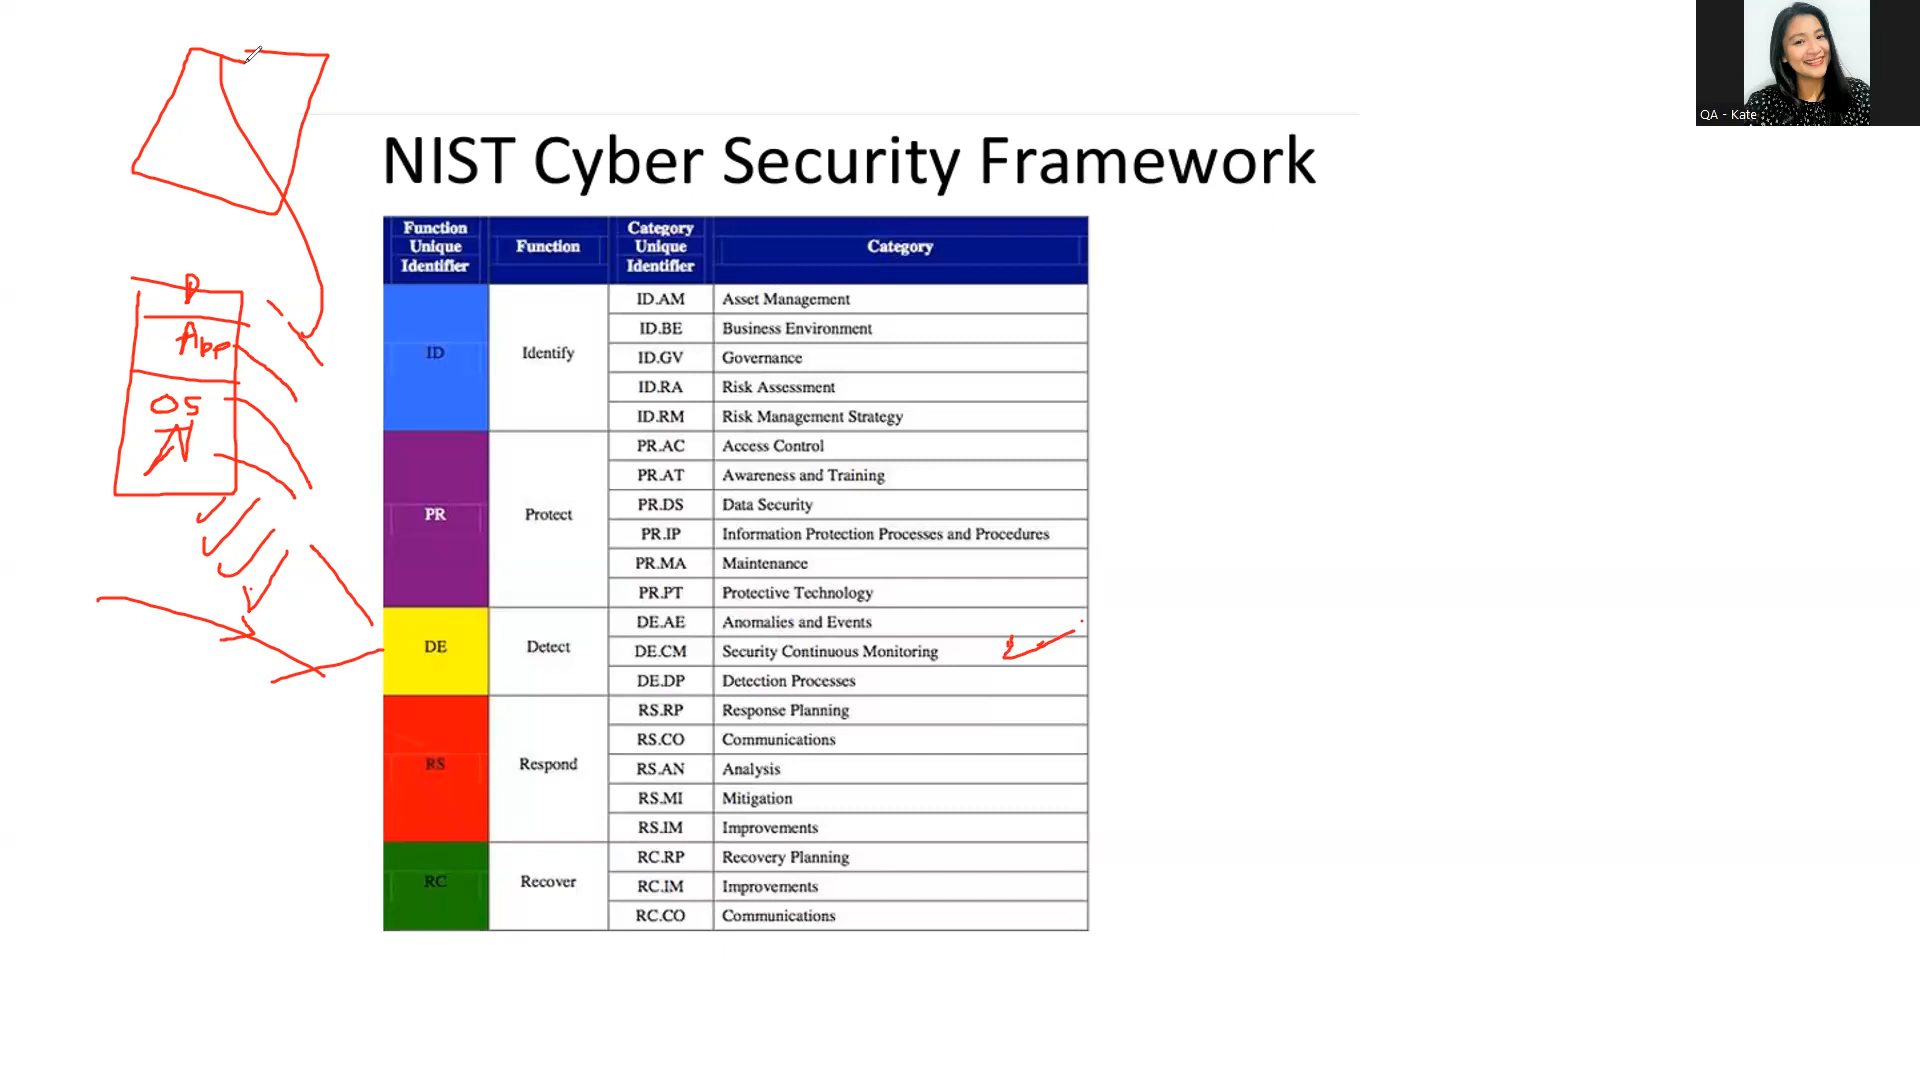 QA - Kate
NIST Cyber Security Framework
Function Unique Identifier
Function
Category Unique Identifier
Category
ID
Identify
ID.AM Asset Management
ID.BE Business Environment
ID.GV Governance
ID.RA Risk Assessment
ID.RM Risk Management Strategy
PR
Protect
PR.AC Access Control
PR.AT Awareness and Training
PR.DS Data Security
PR.IP Information Protection Processes and Procedures
PR.MA Maintenance
PR.PT Protective Technology
DE
Detect
DE.AE Anomalies and Events
DE.CM Security Continuous Monitoring
DE.DP Detection Processes
RS
Respond
RS.RP Response Planning
RS.CO Communications
RS.AN Analysis
RS.MI Mitigation
RS.IM Improvements
RC
Recover
RC.RP Recovery Planning
RC.IM Improvements
RC.CO Communications
D
App
OS
N